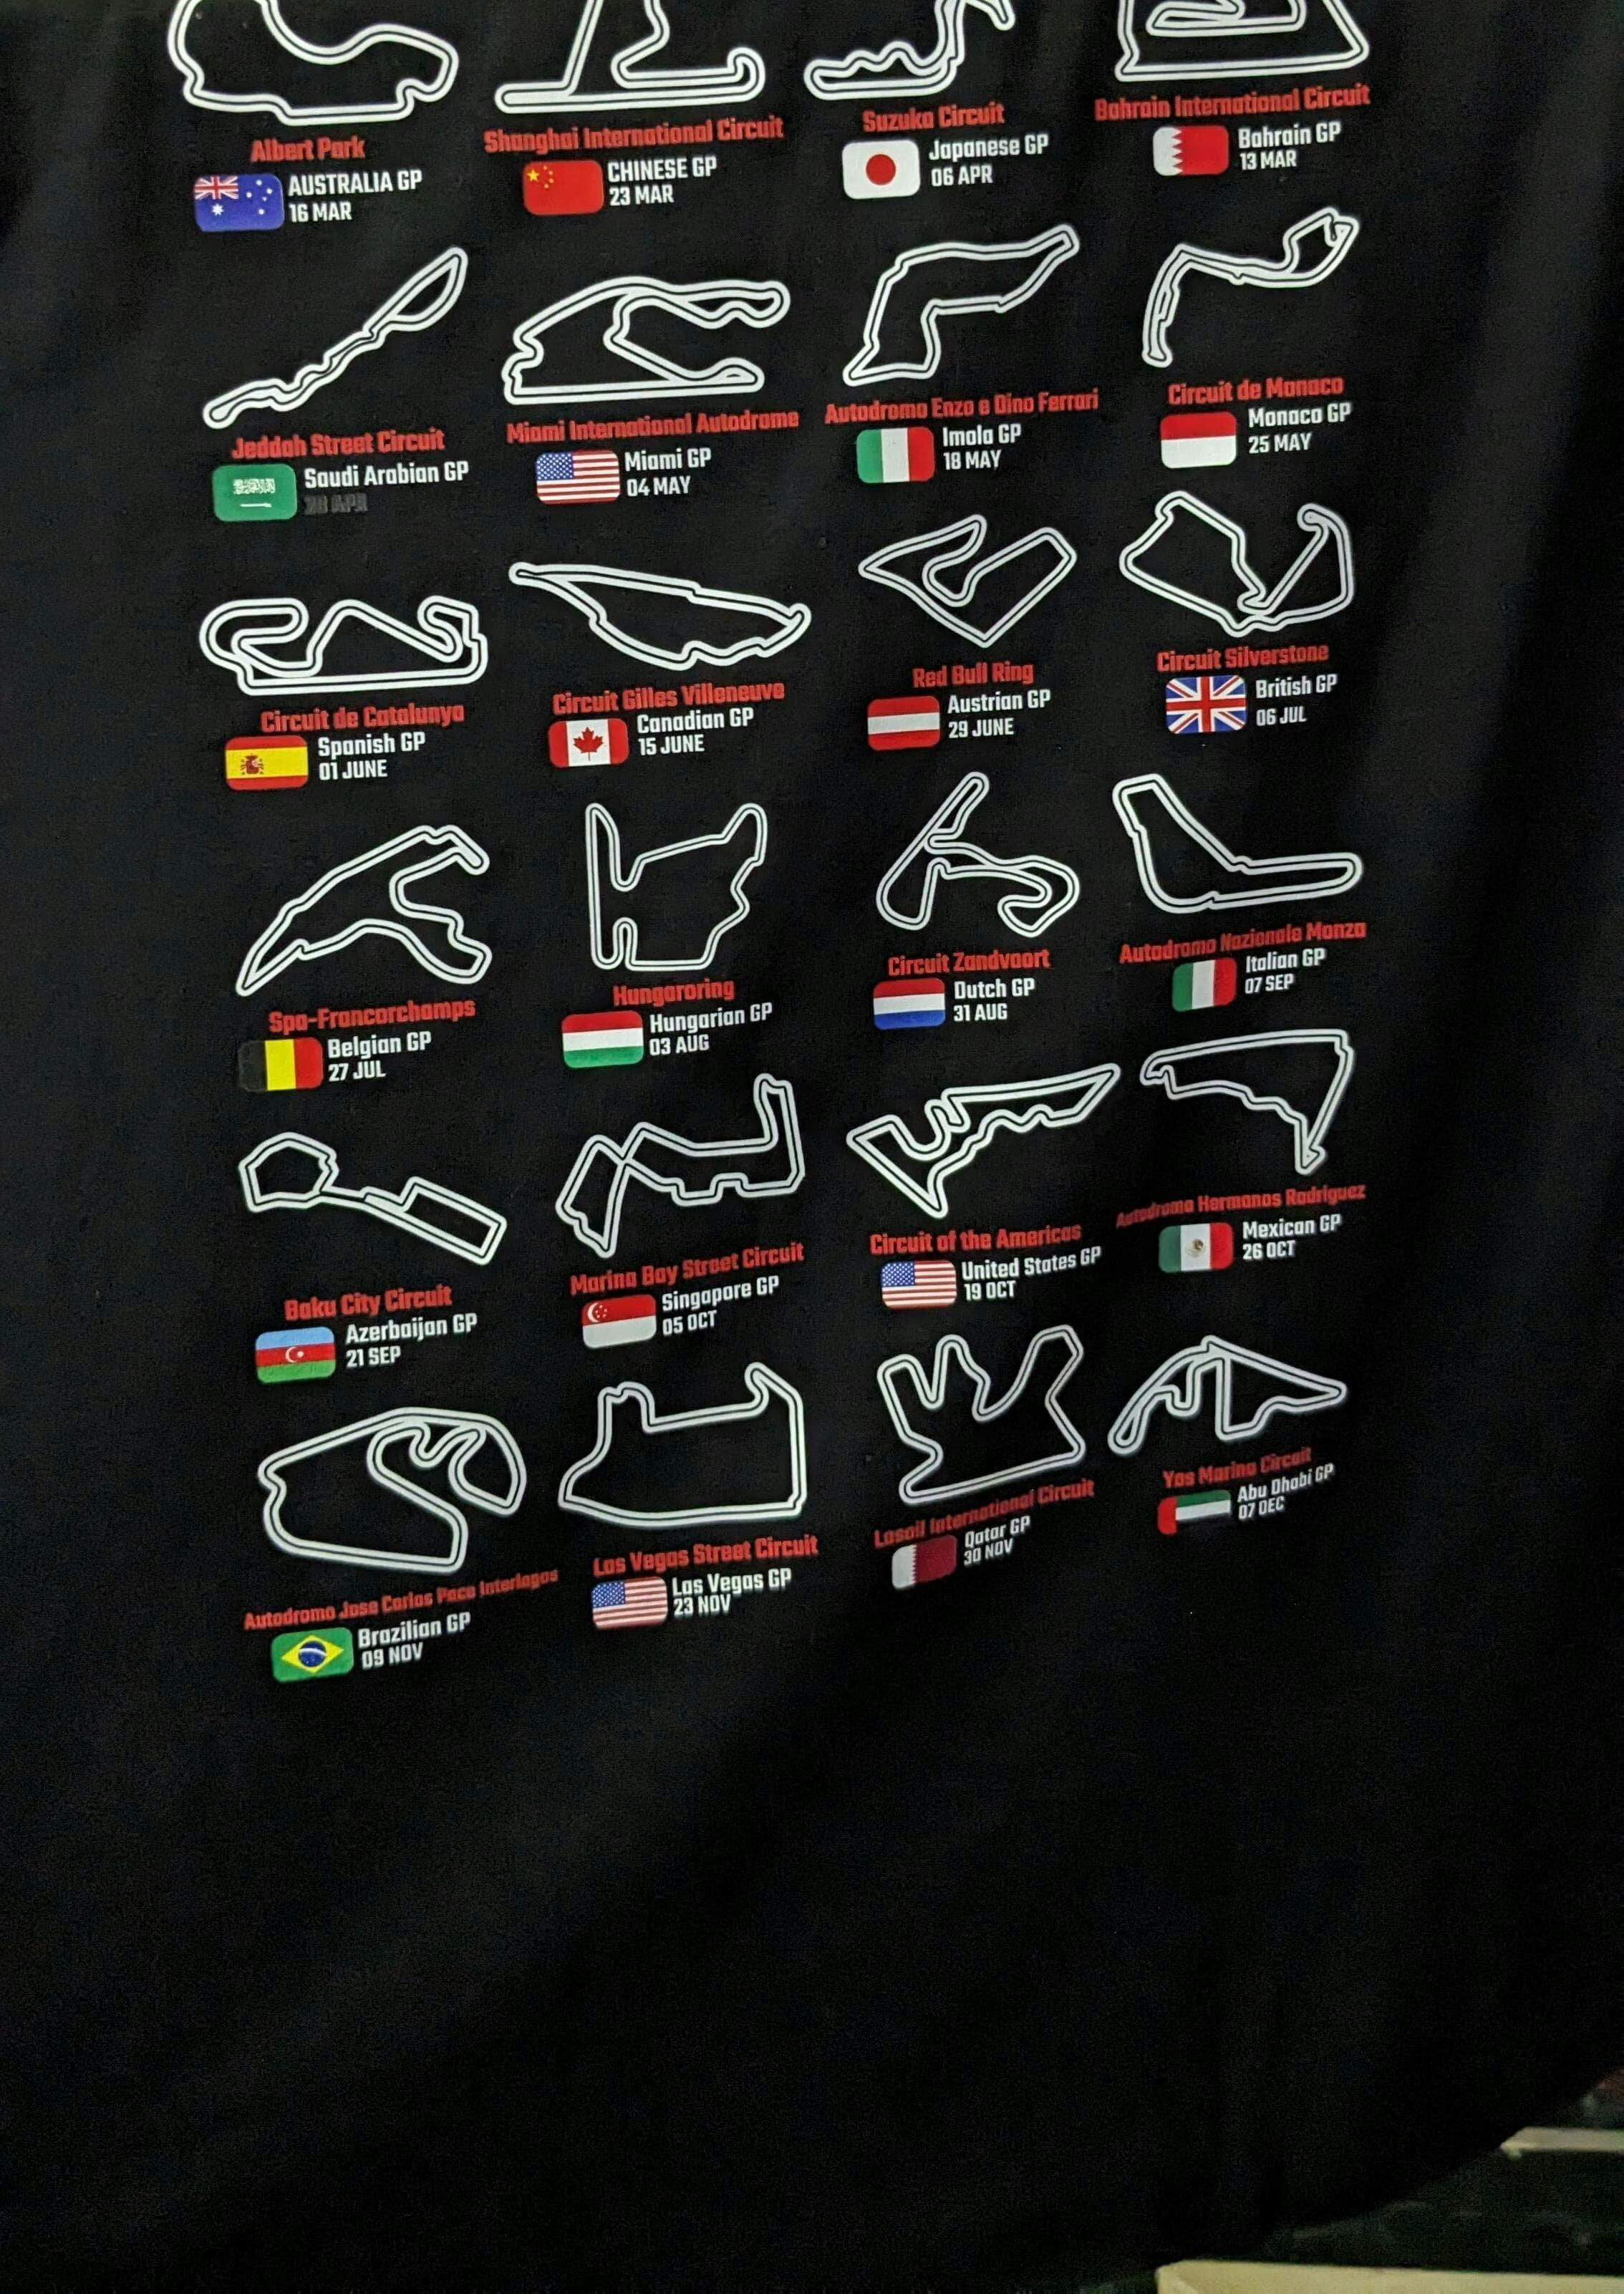 Albert Park
AUSTRALIA GP
16 MAR
Shanghai International Circuit
CHINESE GP
23 MAR
Suzuka Circuit
Japanese GP
06 APR
Bahrain International Circuit
Bahrain GP
13 MAR
Jeddah Street Circuit
Saudi Arabian GP
20 APR
Miami International Autodrome
Miami GP
04 MAY
Autodromo Enzo e Dino Ferrari
Imola GP
18 MAY
Circuit de Monaco
Monaco GP
25 MAY
Circuit de Catalunya
Spanish GP
01 JUNE
Circuit Gilles Villeneuve
Canadian GP
15 JUNE
Red Bull Ring
Austrian GP
29 JUNE
Circuit Silverstone
British GP
06 JUL
Spa-Francorchamps
Belgian GP
27 JUL
Hungaroring
Hungarian GP
03 AUG
Circuit Zandvoort
Dutch GP
31 AUG
Autodromo Nazionale Monza
Italian GP
07 SEP
Baku City Circuit
Azerbaijan GP
21 SEP
Marina Bay Street Circuit
Singapore GP
05 OCT
Circuit of the Americas
United States GP
19 OCT
Autodromo Hermanos Rodriguez
Mexican GP
26 OCT
Autodromo Jose Carlos Pace Interlagos
Brazilian GP
09 NOV
Las Vegas Street Circuit
Las Vegas GP
23 NOV
Losail International Circuit
Qatar GP
30 NOV
Yas Marina Circuit
Abu Dhabi GP
07 DEC